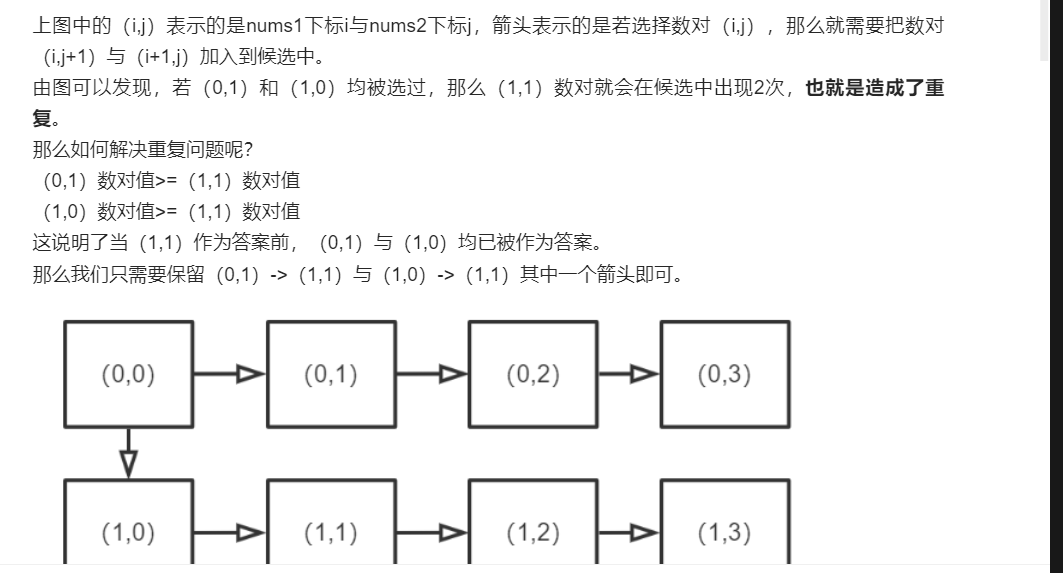 上图中的（i,j）表示的是nums1下标i与nums2下标j，箭头表示的是若选择数对（i,j），那么就需要把数对
（i,j+1）与（i+1,j）加入到候选中。
由图可以发现，若（0,1）和（1,0）均被选过，那么（1,1）数对就会在候选中出现2次，也就是造成了重
复。
那么如何解决重复问题呢？
（0,1）数对值>=（1,1）数对值
（1,0）数对值>=（1,1）数对值
这说明了当（1,1）作为答案前，（0,1）与（1,0）均已被作为答案。
那么我们只需要保留（0,1）->（1,1）与（1,0）->（1,1）其中一个箭头即可。
(0,0) (0,1) (0,2) (0,3)
(1,0) (1,1) (1,2) (1,3)